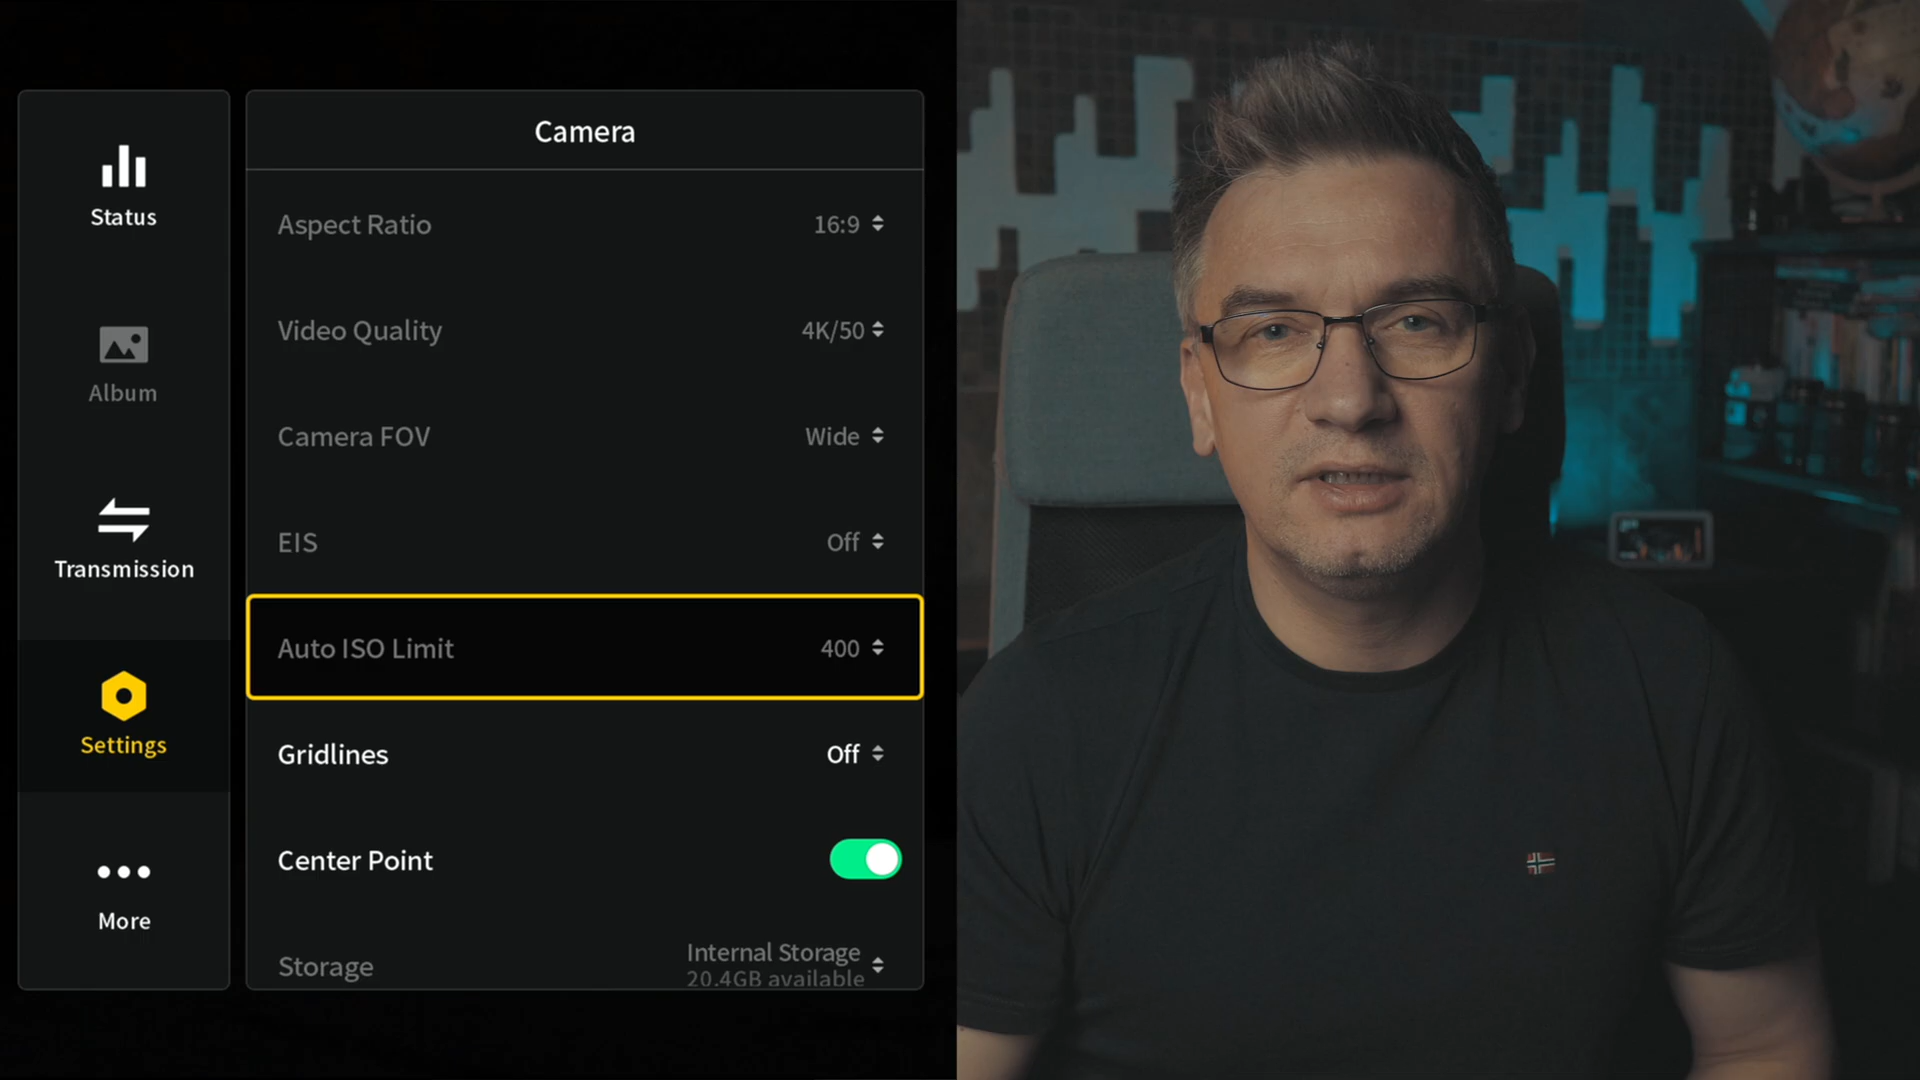 Status
Album
Transmission
Settings
More
Camera
Aspect Ratio 16:9
Video Quality 4K/50
Camera FOV Wide
EIS Off
Auto ISO Limit 400
Gridlines Off
Center Point
Storage Internal Storage
20.4GB available